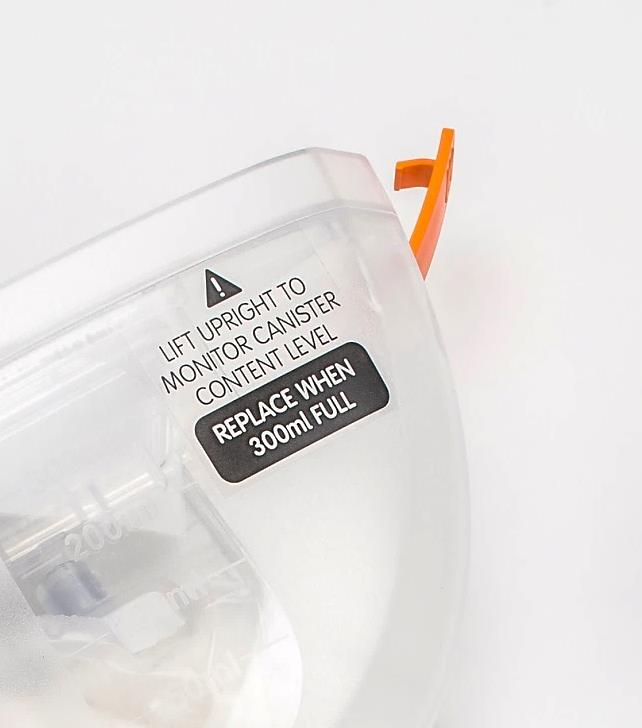 LIFT UPRIGHT TO
MONITOR CANISTER
CONTENT LEVEL
REPLACE WHEN
300ml FULL